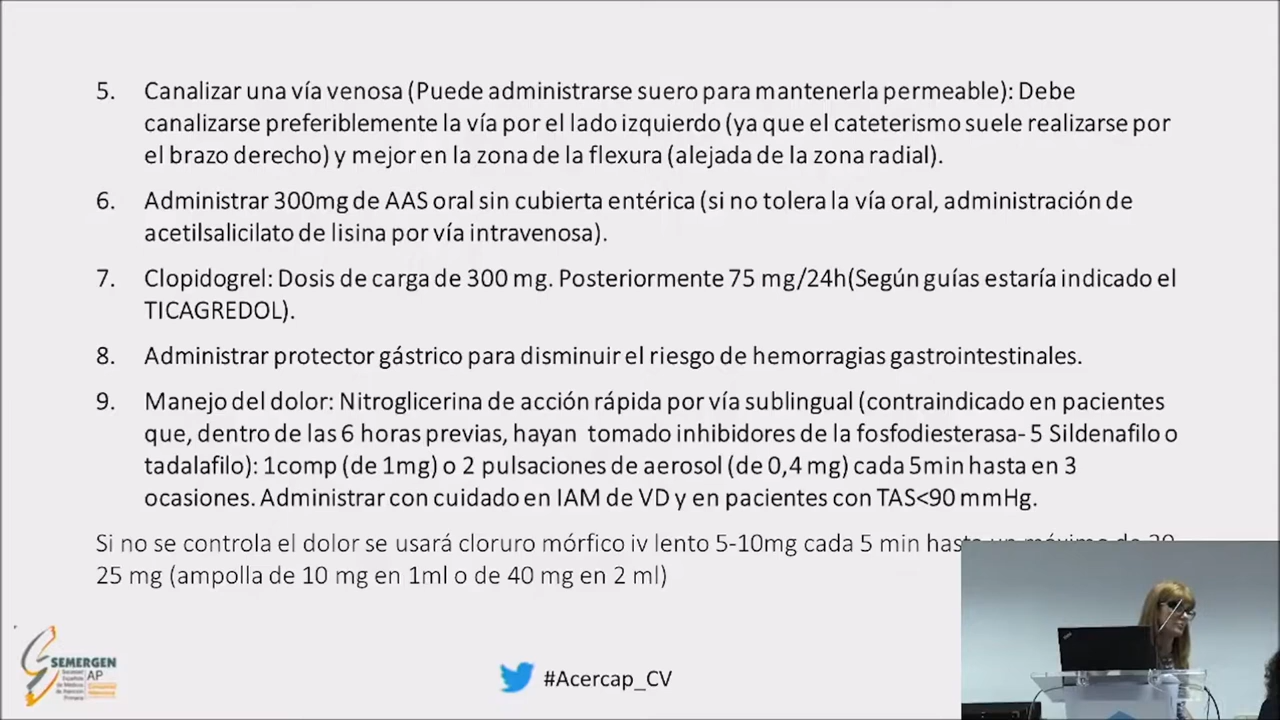 5. Canalizar una vía venosa (Puede administrarse suero para mantenerla permeable): Debe
canalizarse preferiblemente la vía por el lado izquierdo (ya que el cateterismo suele realizarse por
el brazo derecho) y mejor en la zona de la flexura (alejada de la zona radial).
6. Administrar 300mg de AAS oral sin cubierta entérica (si no tolera la vía oral, administración de
acetilsalicilato de lisina por vía intravenosa).
7. Clopidogrel: Dosis de carga de 300 mg. Posteriormente 75 mg/24h(Según guías estaría indicado el
TICAGREDOL).
8. Administrar protector gástrico para disminuir el riesgo de hemorragias gastrointestinales.
9. Manejo del dolor: Nitroglicerina de acción rápida por vía sublingual (contraindicado en pacientes
que, dentro de las 6 horas previas, hayan tomado inhibidores de la fosfodiesterasa- 5 Sildenafilo o
tadalafilo): 1comp (de 1mg) o 2 pulsaciones de aerosol (de 0,4 mg) cada 5min hasta en 3
ocasiones. Administrar con cuidado en IAM de VD y en pacientes con TAS<90 mmHg.
Si no se controla el dolor se usará cloruro mórfico iv lento 5-10mg cada 5 min hasta un máximo de
25 mg (ampolla de 10 mg en 1ml o de 40 mg en 2 ml)
SEMERGEN
AP
#Acercap_CV